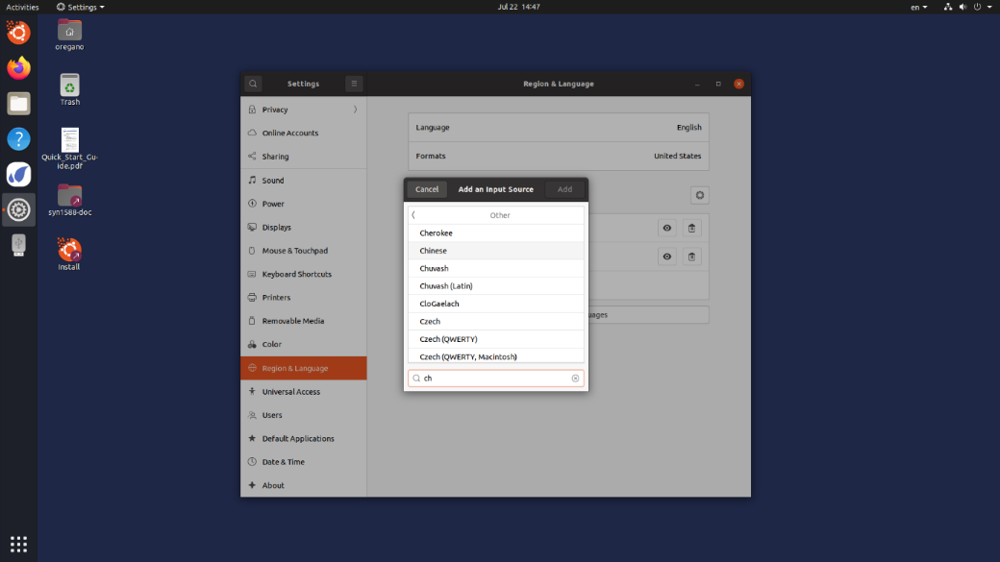 Activities
Settings
Jul 22 14:47
en
oregano
Trash
Quick_Start_Gu-
ide.pdf
syn1588-doc
Install
Settings
Region & Language
Privacy
Online Accounts
Sharing
Sound
Power
Displays
Mouse & Touchpad
Keyboard Shortcuts
Printers
Removable Media
Color
Region & Language
Universal Access
Users
Default Applications
Date & Time
About
Language
English
Formats
United States
Cancel
Add an Input Source
Add
Other
Cherokee
Chinese
Chuvash
Chuvash (Latin)
CloGaelach
Czech
Czech (QWERTY)
Czech (QWERTY, Macintosh)
ch
uages